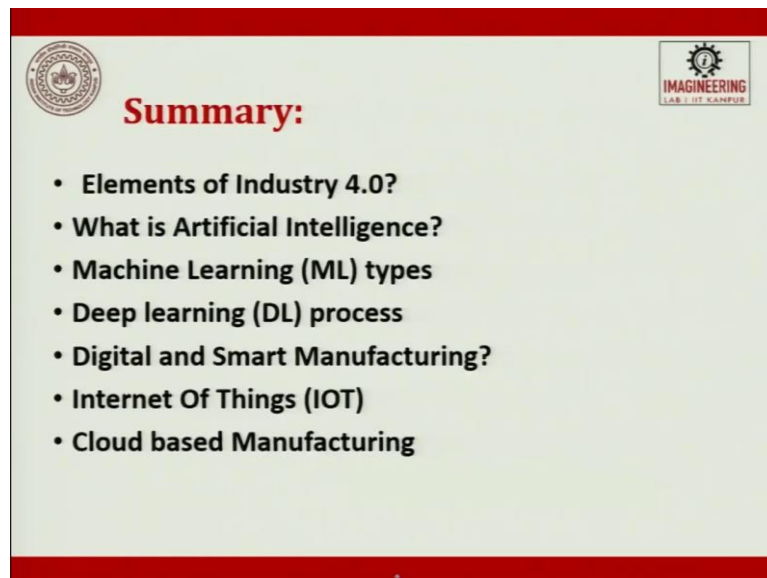 IMAGINEERING
LAB | IIT KANPUR
Summary:
• Elements of Industry 4.0?
• What is Artificial Intelligence?
• Machine Learning (ML) types
• Deep learning (DL) process
• Digital and Smart Manufacturing?
• Internet Of Things (IOT)
• Cloud based Manufacturing